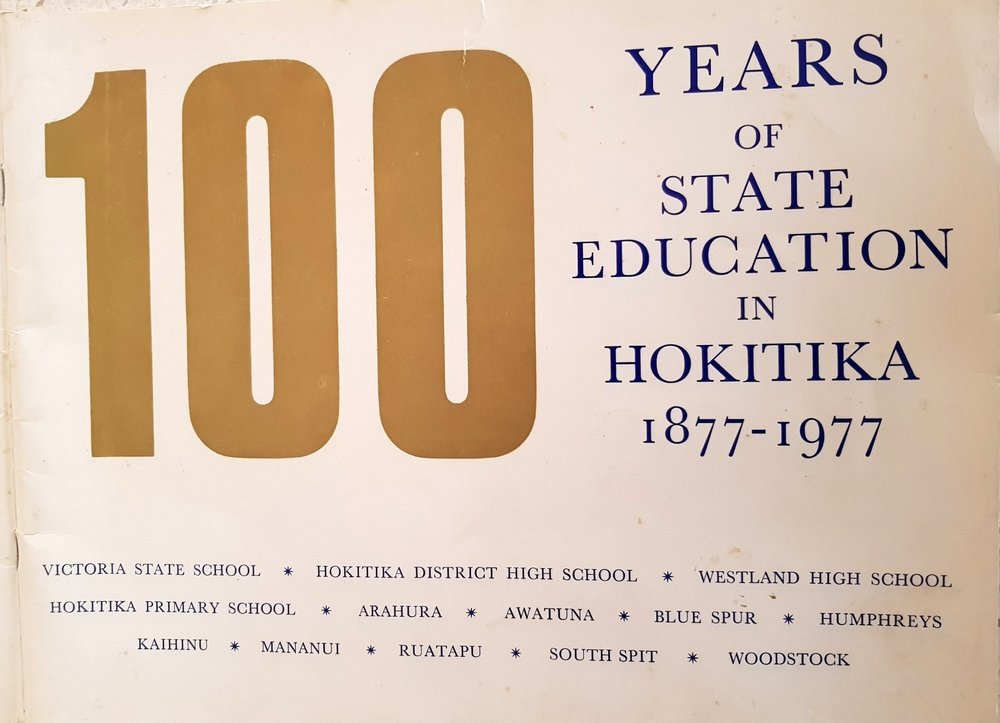 100
YEARS
OF
STATE
EDUCATION
IN
HOKITIKA
1877-1977
VICTORIA STATE SCHOOL * HOKITIKA DISTRICT HIGH SCHOOL * WESTLAND HIGH SCHOOL
HOKITIKA PRIMARY SCHOOL * ARAHURA * AWATUNA * BLUE SPUR * HUMPHREYS
KAIHINU * MANANUI * RUATAPU * SOUTH SPIT * WOODSTOCK